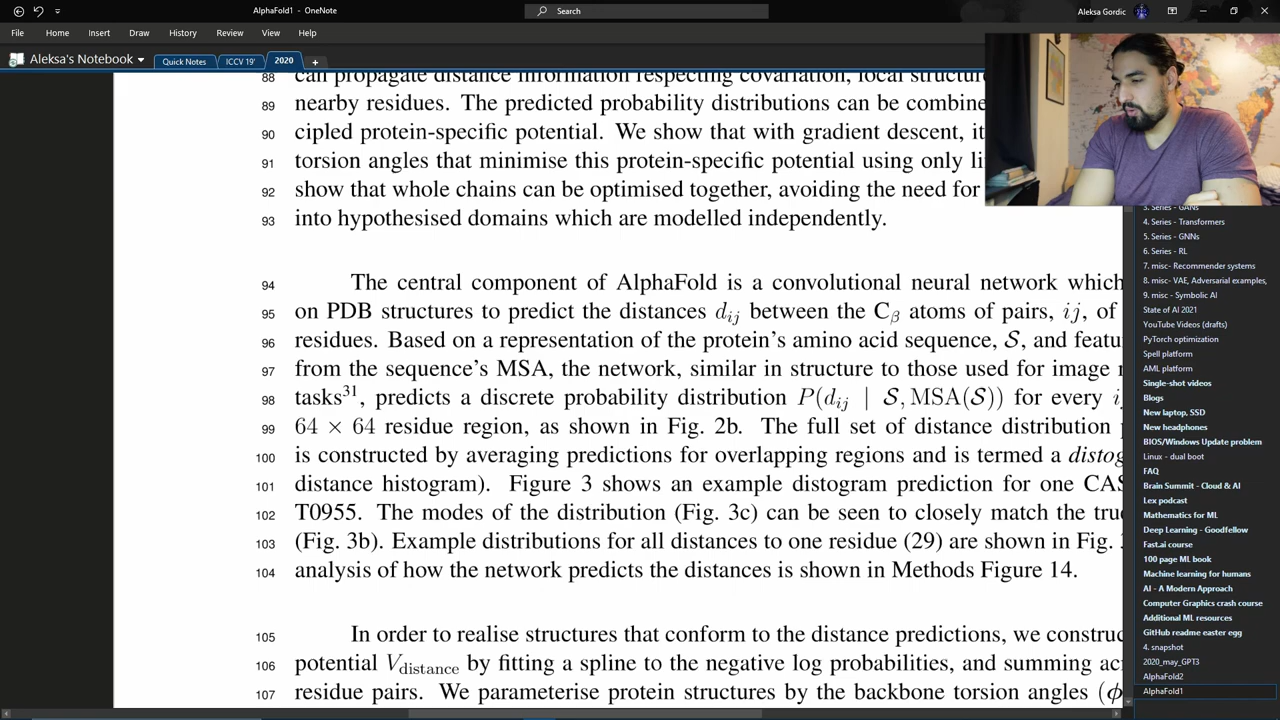 AlphaFold1 - OneNote
Search
Aleksa Gordic
File Home Insert Draw History Review View Help
Aleksa's Notebook
Quick Notes
ICCV 19'
2020
88 can propagate distance information respecting covariation, local structure
89 nearby residues. The predicted probability distributions can be combine
90 cipled protein-specific potential. We show that with gradient descent, it
91 torsion angles that minimise this protein-specific potential using only li
92 show that whole chains can be optimised together, avoiding the need for
93 into hypothesised domains which are modelled independently.
94 The central component of AlphaFold is a convolutional neural network which
95 on PDB structures to predict the distances d_ij between the C_β atoms of pairs, ij, of
96 residues. Based on a representation of the protein's amino acid sequence, 𝒮, and featu
97 from the sequence's MSA, the network, similar in structure to those used for image
98 tasks³¹, predicts a discrete probability distribution P(d_ij | 𝒮, MSA(𝒮)) for every i
99 64 × 64 residue region, as shown in Fig. 2b. The full set of distance distribution
100 is constructed by averaging predictions for overlapping regions and is termed a distog
101 distance histogram). Figure 3 shows an example distogram prediction for one CAS
102 T0955. The modes of the distribution (Fig. 3c) can be seen to closely match the true
103 (Fig. 3b). Example distributions for all distances to one residue (29) are shown in Fig.
104 analysis of how the network predicts the distances is shown in Methods Figure 14.
105 In order to realise structures that conform to the distance predictions, we construc
106 potential V_distance by fitting a spline to the negative log probabilities, and summing
107 residue pairs. We parameterise protein structures by the backbone torsion angles (ϕ
3. Series - GANs
4. Series - Transformers
5. Series - GNNs
6. Series - RL
7. misc- Recommender systems
8. misc- VAE, Adversarial examples,
9. misc - Symbolic AI
State of AI 2021
YouTube Videos (drafts)
PyTorch optimization
Spell platform
AML platform
Single-shot videos
Blogs
New laptop, SSD
New headphones
BIOS/Windows Update problem
Linux - dual boot
FAQ
Brain Summit - Cloud & AI
Lex podcast
Mathematics for ML
Deep Learning - Goodfellow
Fast.ai course
100 page ML book
Machine learning for humans
AI - A Modern Approach
Computer Graphics crash course
Additional ML resources
GitHub readme easter egg
4. snapshot
2020_may_GPT3
AlphaFold2
AlphaFold1